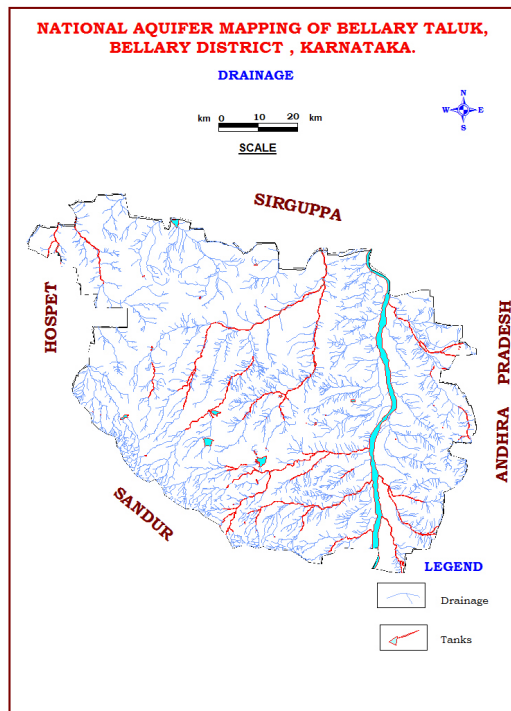 NATIONAL AQUIFER MAPPING OF BELLARY TALUK,
BELLARY DISTRICT , KARNATAKA.
DRAINAGE
N
W E
S
km 0 10 20 km
SCALE
SIRGUPPA
HOSPET
ANDHRA PRADESH
SANDUR
LEGEND
Drainage
Tanks